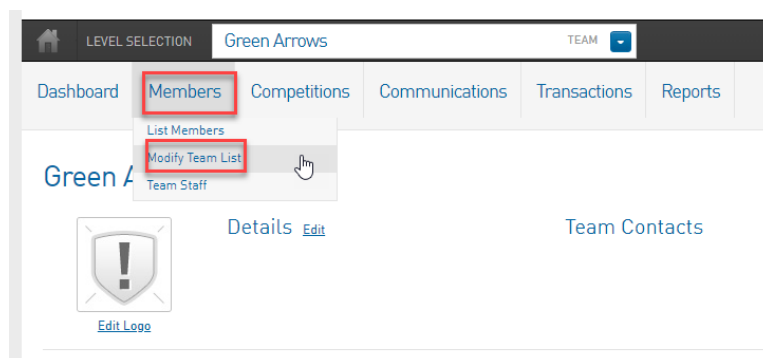 LEVEL SELECTION Green Arrows TEAM
Dashboard Members Competitions Communications Transactions Reports
List Members
Modify Team List
Team Staff
Green A
Details Edit Team Contacts
Edit Logo